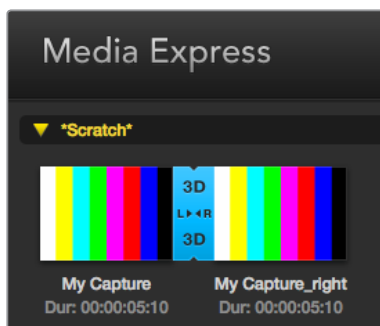 Media Express
*Scratch*
3D
L R
3D
My Capture
My Capture_right
Dur: 00:00:05:10
Dur: 00:00:05:10